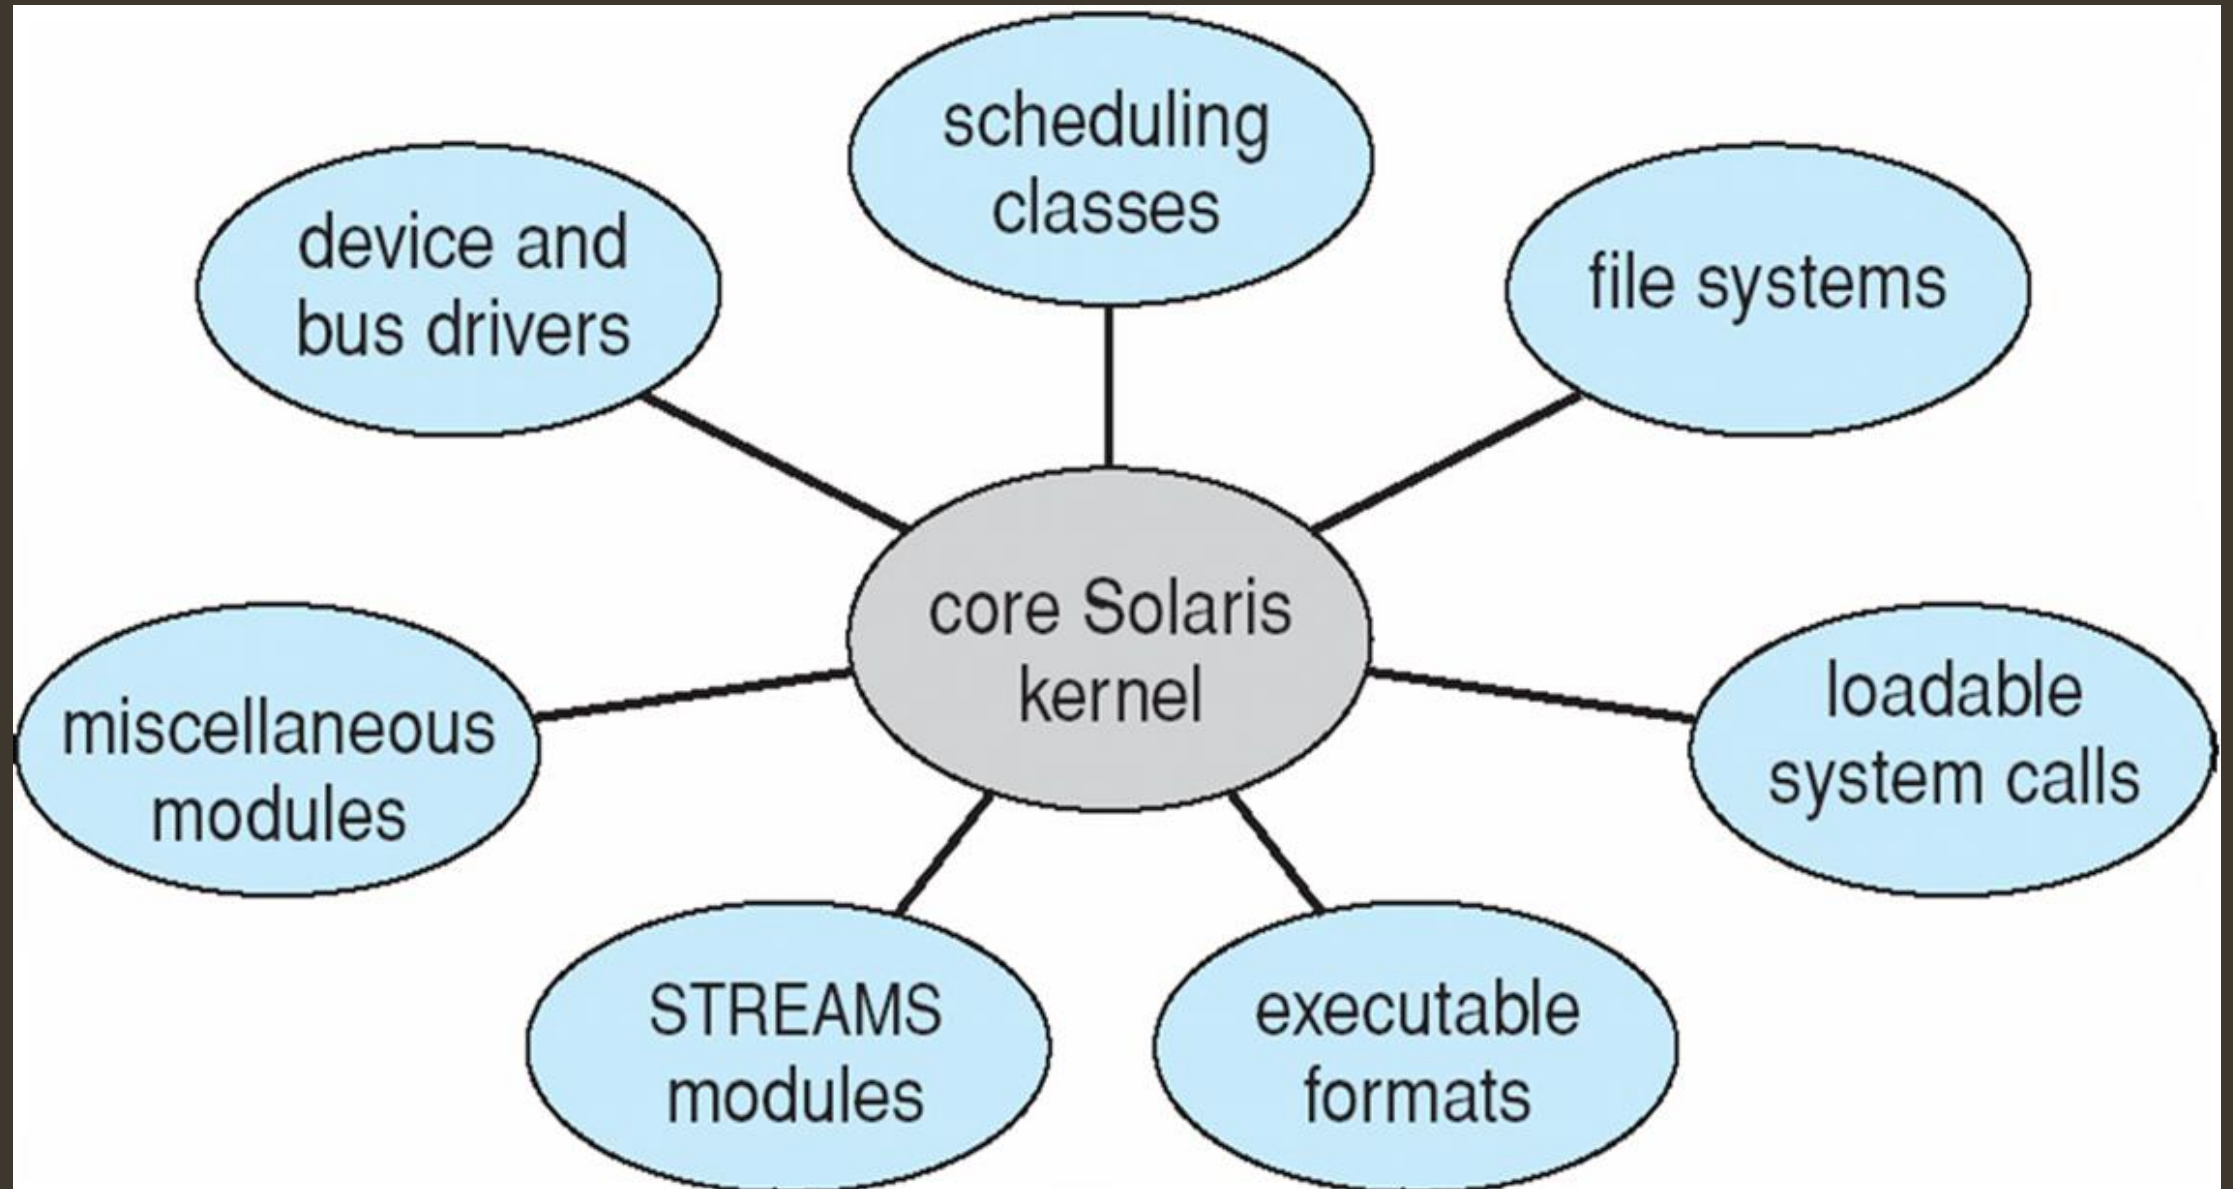 scheduling
classes
device and
bus drivers
file systems
core Solaris
kernel
miscellaneous
modules
loadable
system calls
STREAMS
modules
executable
formats